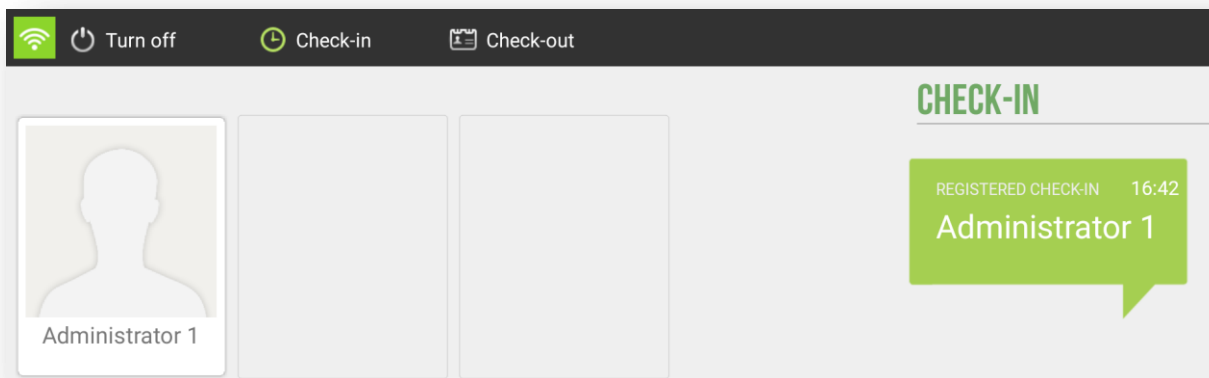 Turn off Check-in Check-out
CHECK-IN
REGISTERED CHECK-IN 16:42
Administrator 1
Administrator 1